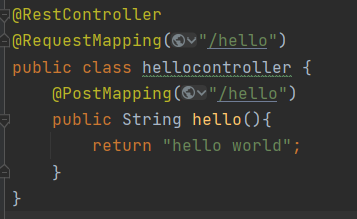 @RestController
@RequestMapping("/hello")
public class hellocontroller {
    @PostMapping("/hello")
    public String hello(){
        return "hello world";
    }
}